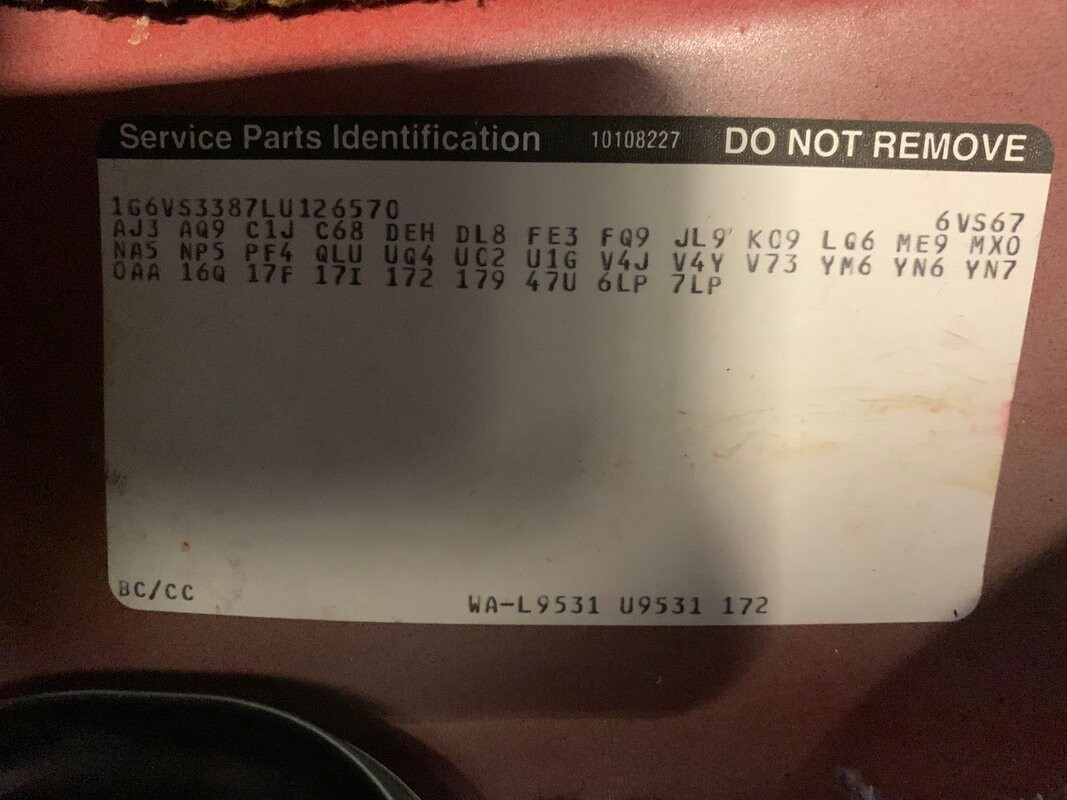 Service Parts Identification 10108227 DO NOT REMOVE
1G6VS3387LU126570 6VS67
AJ3 AQ9 C1J C68 DEH DL8 FE3 FQ9 JL9 KC9 LQ6 ME9 MX0
NA5 NP5 PF4 QLU UQ4 UC2 U1G V4J V4Y V73 YM6 YN6 YN7
0AA 16Q 17F 17I 172 179 47U 6LP 7LP
BC/CC WA-L9531 U9531 172